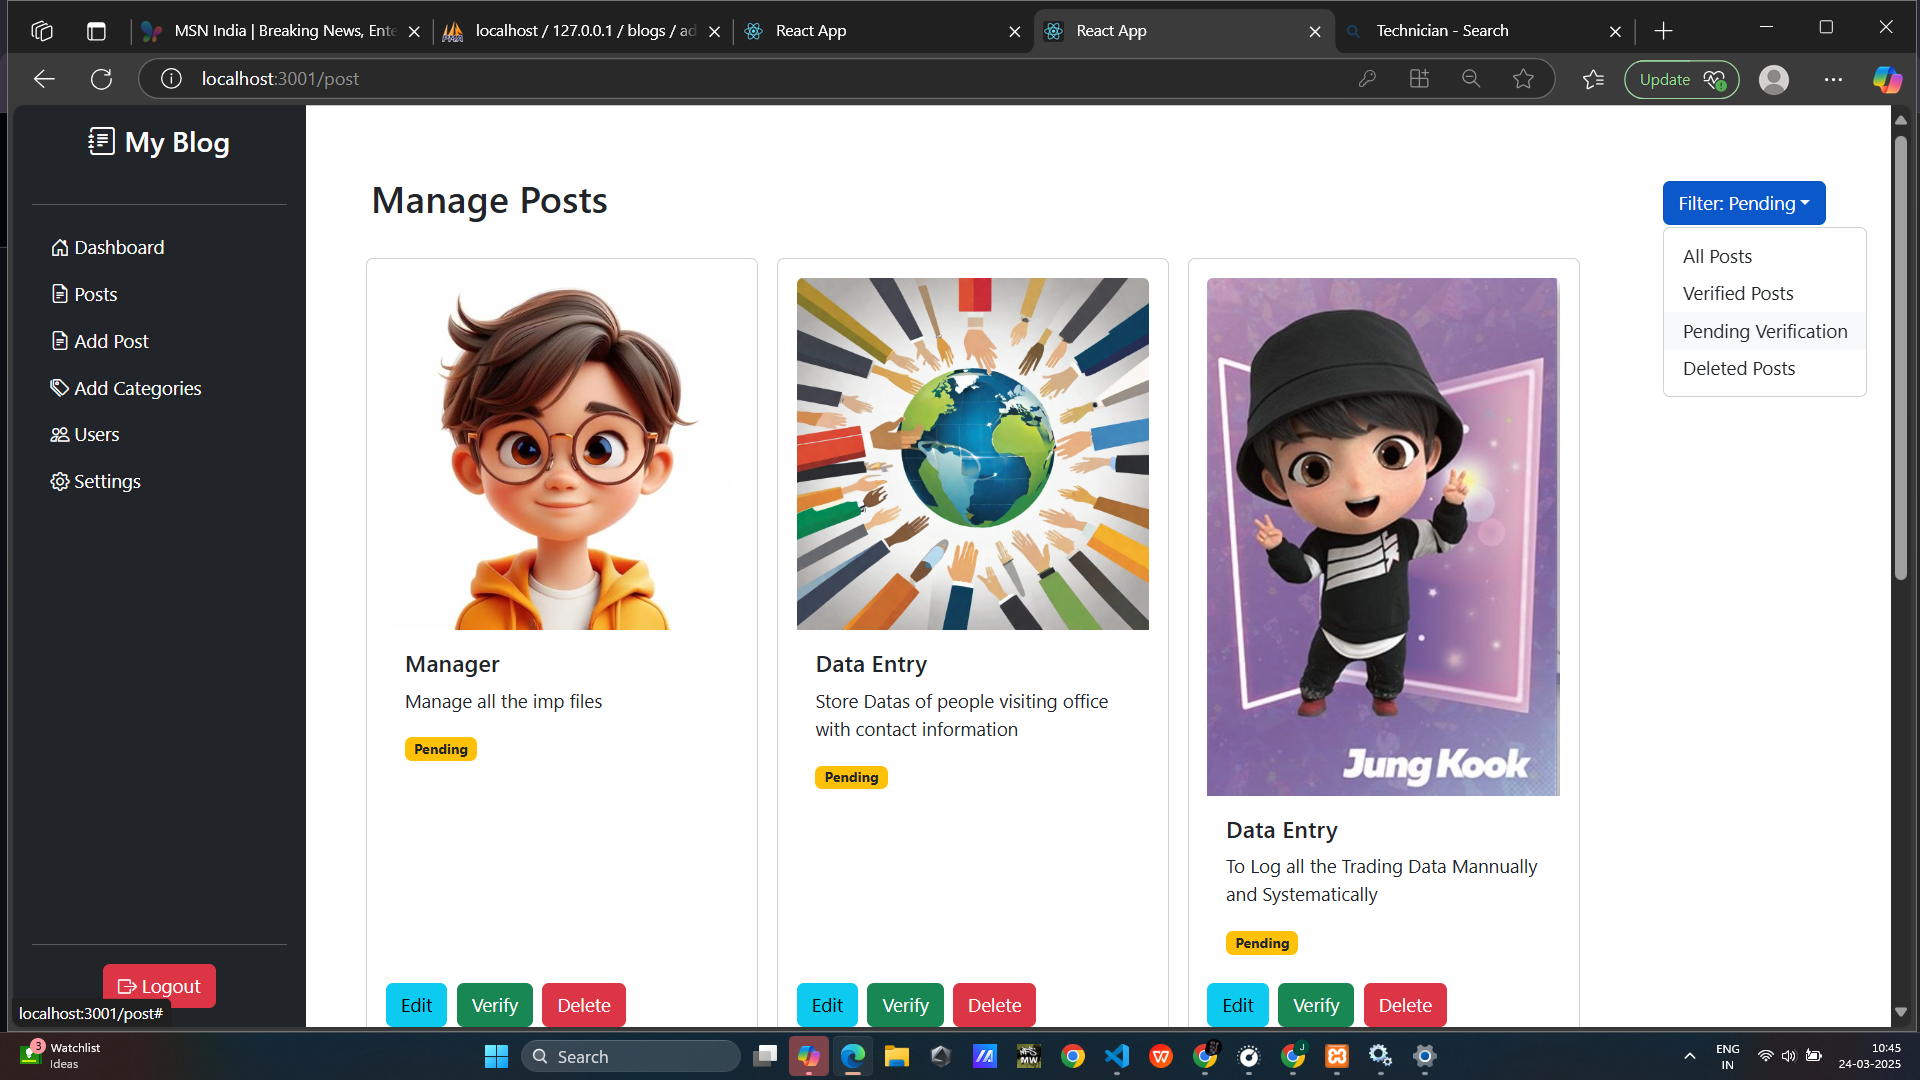 MSN India | Breaking News, Ente
localhost / 127.0.0.1 / blogs / ad
React App
React App
Technician - Search
localhost:3001/post
Update
My Blog
Dashboard
Posts
Add Post
Add Categories
Users
Settings
Logout
localhost:3001/post#
Manage Posts
Filter: Pending
All Posts
Verified Posts
Pending Verification
Deleted Posts
Manager
Manage all the imp files
Pending
Edit Verify Delete
Data Entry
Store Datas of people visiting office
with contact information
Pending
Edit Verify Delete
Jung Kook
Data Entry
To Log all the Trading Data Mannually
and Systematically
Pending
Edit Verify Delete
3
Watchlist
Ideas
Search
ENG
IN
10:45
24-03-2025